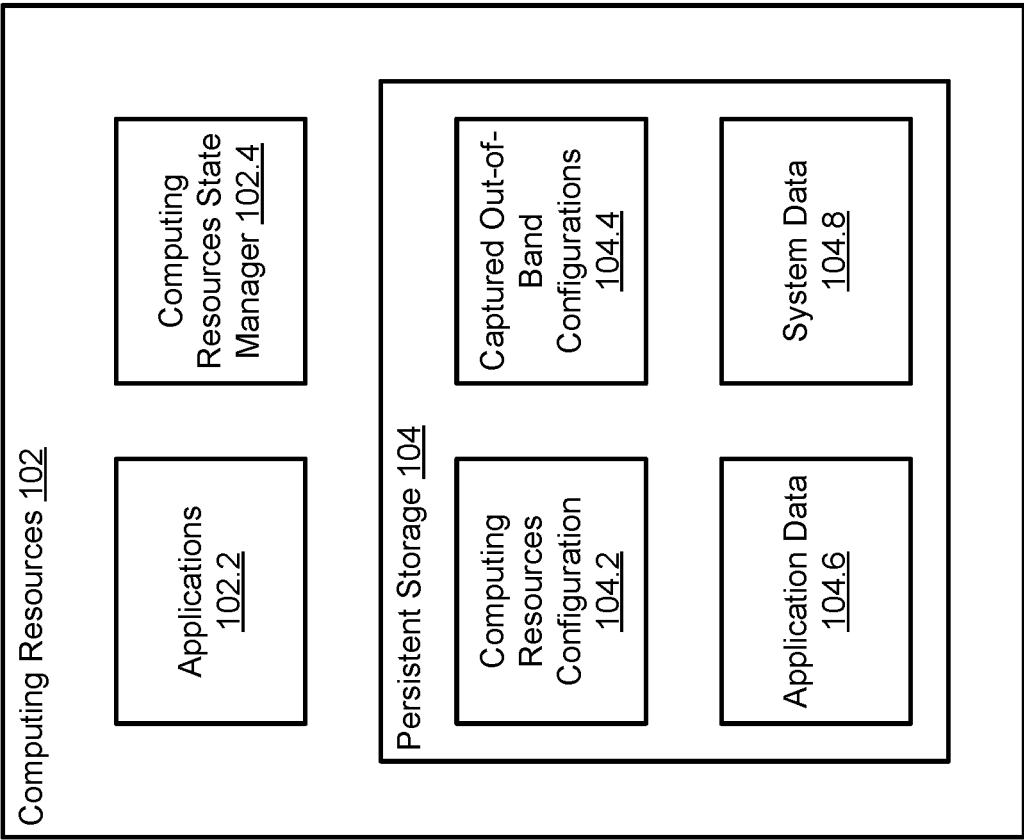 Computing Resources 102
Applications
102.2
Computing
Resources State
Manager 102.4
Persistent Storage 104
Computing
Resources
Configuration
104.2
Captured Out-of-
Band
Configurations
104.4
Application Data
104.6
System Data
104.8